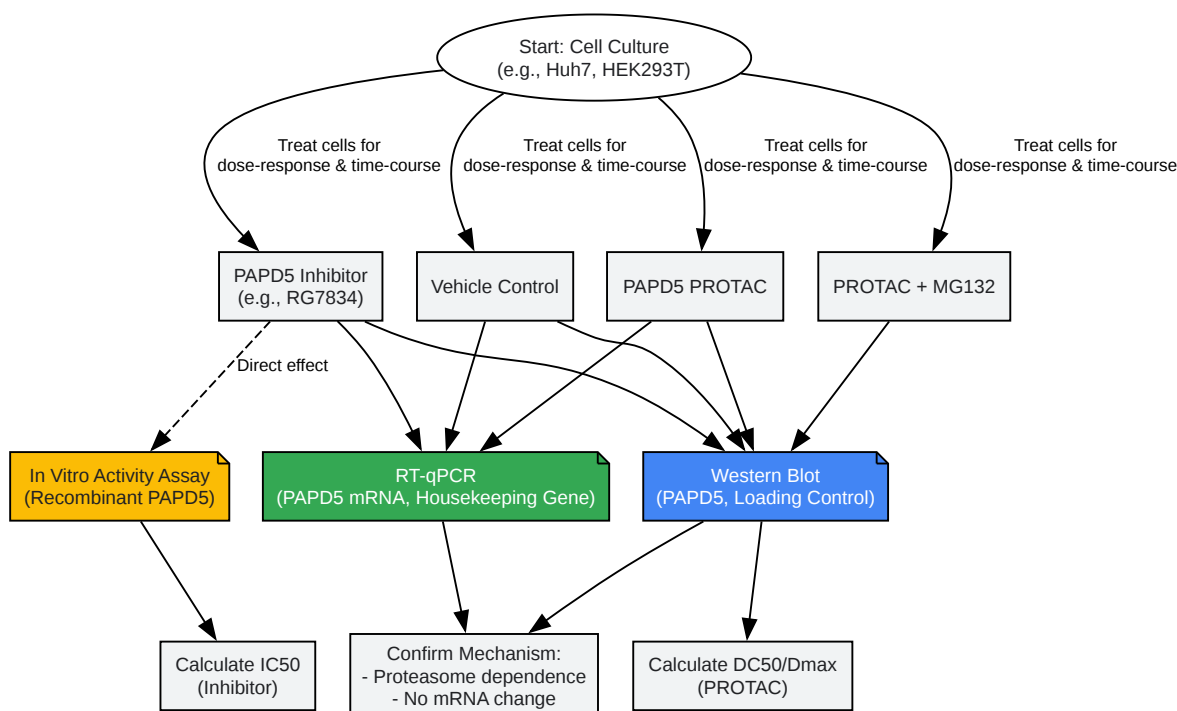 Start: Cell Culture
(e.g., Huh7, HEK293T)
Treat cells for
dose-response & time-course
Treat cells for
dose-response & time-course
Treat cells for
dose-response & time-course
Treat cells for
dose-response & time-course
PAPD5 Inhibitor
(e.g., RG7834)
Vehicle Control
PAPD5 PROTAC
PROTAC + MG132
Direct effect
In Vitro Activity Assay
(Recombinant PAPD5)
RT-qPCR
(PAPD5 mRNA, Housekeeping Gene)
Western Blot
(PAPD5, Loading Control)
Calculate IC50
(Inhibitor)
Confirm Mechanism:
- Proteasome dependence
- No mRNA change
Calculate DC50/Dmax
(PROTAC)